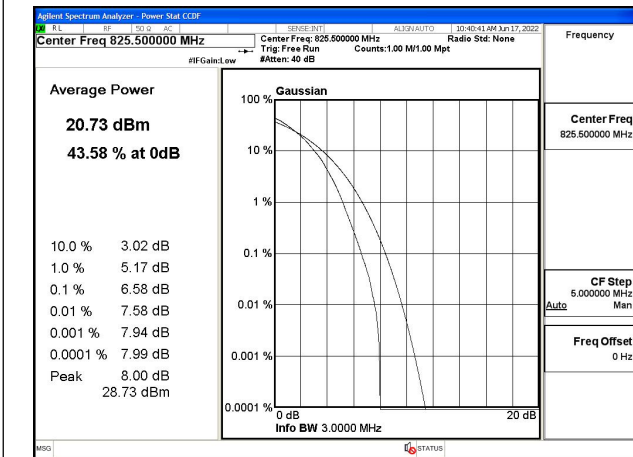 Agilent Spectrum Analyzer - Power Stat CCDF
RL RF 50 Ω AC SENSE:INT ALIGN AUTO 10:40:41 AM Jun 17, 2022
Center Freq 825.500000 MHz
Center Freq: 825.500000 MHz Radio Std: None
Trig: Free Run Counts:1.00 M/1.00 Mpt
#IFGain:Low #Atten: 40 dB
Frequency
Average Power
20.73 dBm
43.58 % at 0dB
10.0 % 3.02 dB
1.0 % 5.17 dB
0.1 % 6.58 dB
0.01 % 7.58 dB
0.001 % 7.94 dB
0.0001 % 7.99 dB
Peak 8.00 dB
28.73 dBm
Gaussian
100 %
10 %
1 %
0.1 %
0.01 %
0.001 %
0.0001 %
0 dB 20 dB
Info BW 3.0000 MHz
Center Freq
825.500000 MHz
CF Step
5.000000 MHz
Auto Man
Freq Offset
0 Hz
MSG STATUS